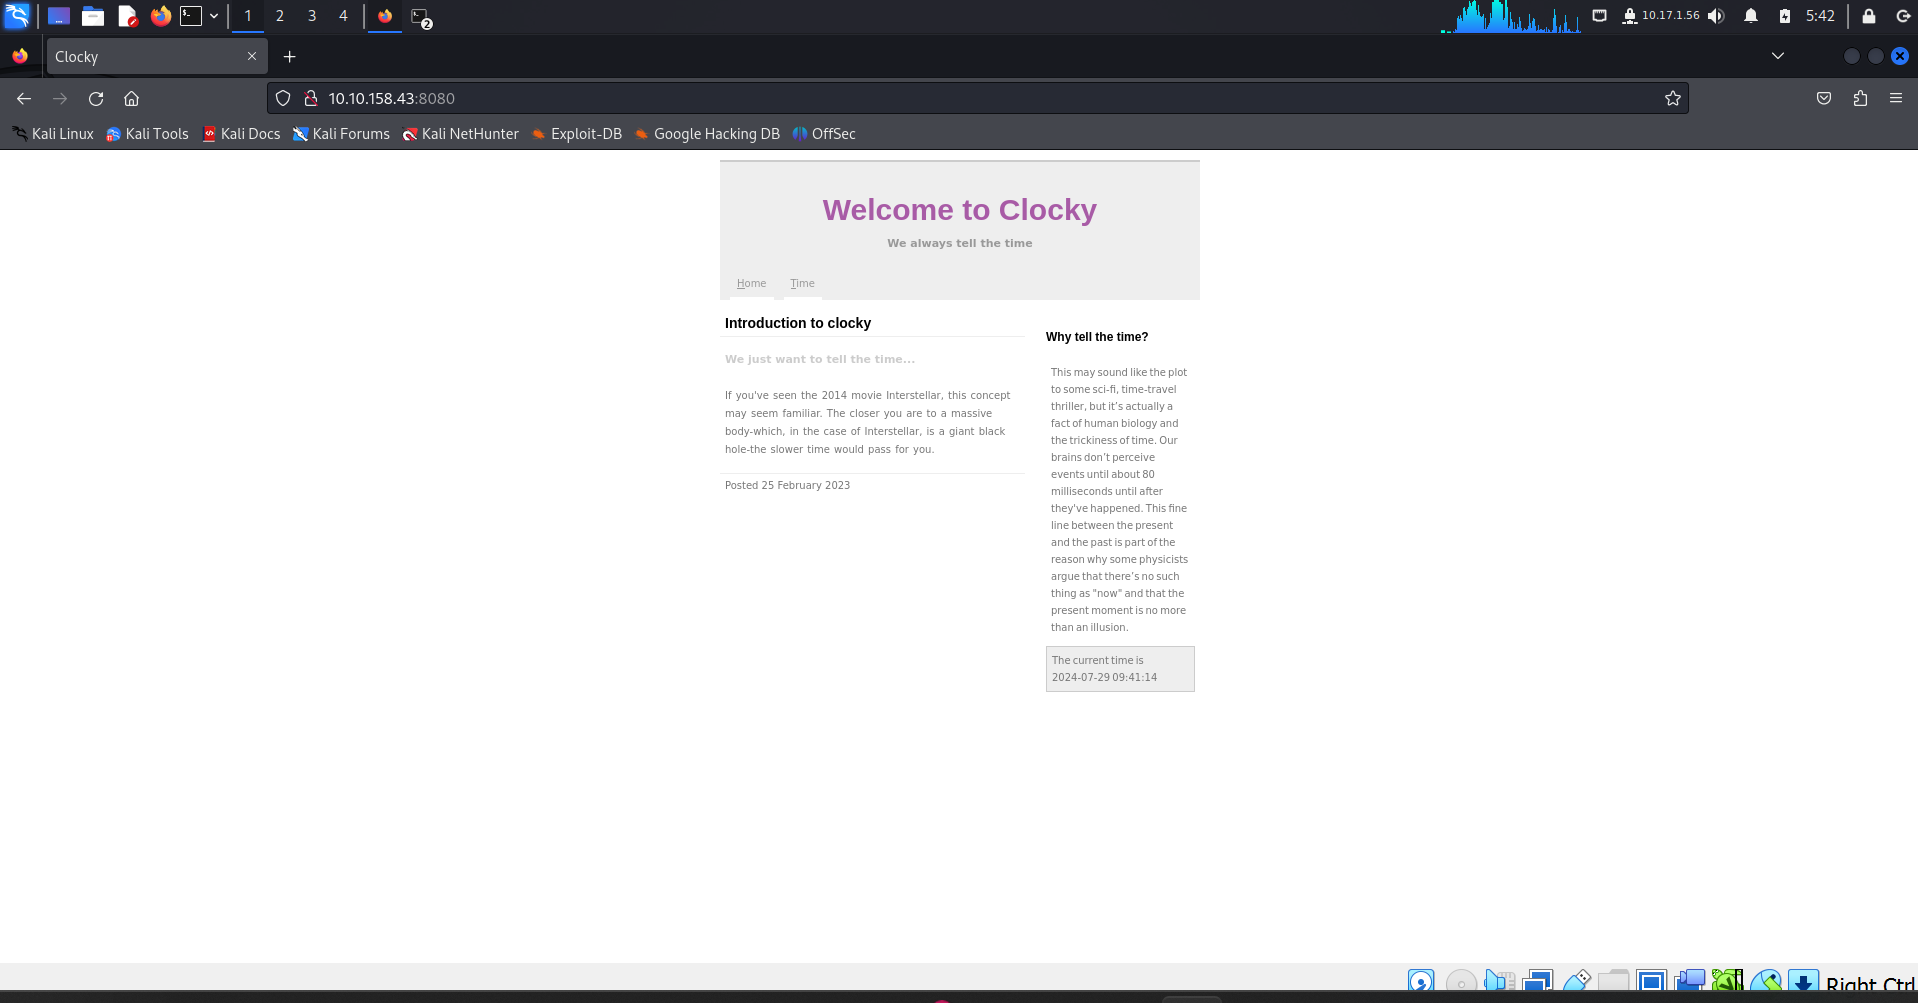 1 2 3 4 2 10.17.1.56 5:42
Clocky
10.10.158.43:8080
Kali Linux Kali Tools Kali Docs Kali Forums Kali NetHunter Exploit-DB Google Hacking DB OffSec
Welcome to Clocky
We always tell the time
Home Time
Introduction to clocky
We just want to tell the time...
If you've seen the 2014 movie Interstellar, this concept
may seem familiar. The closer you are to a massive
body-which, in the case of Interstellar, is a giant black
hole-the slower time would pass for you.
Posted 25 February 2023
Why tell the time?
This may sound like the plot
to some sci-fi, time-travel
thriller, but it’s actually a
fact of human biology and
the trickiness of time. Our
brains don’t perceive
events until about 80
milliseconds until after
they've happened. This fine
line between the present
and the past is part of the
reason why some physicists
argue that there’s no such
thing as "now" and that the
present moment is no more
than an illusion.
The current time is
2024-07-29 09:41:14
Right Ctrl